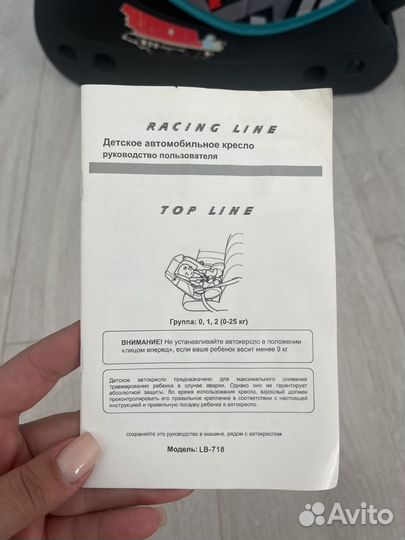 RACING LINE
Детское автомобильное кресло
руководство пользователя
TOP LINE
Группа: 0, 1, 2 (0-25 кг)
ВНИМАНИЕ! Не устанавливайте автокерсло в положении
«лицом вперед», если ваше ребенок весит менее 9 кг
Детское автокресло предназначено для максимального снижения
травмирования ребенка в случае аварии. Однако оно не гарантирует
абсолютной защиты. Во время использования кресла, взрослый должен
проконтролировать его правильное крепление в соответствии с настоящей
инструкцией и правильную посадку ребенка в автокресло.
сохраняйте это руководство в машине, рядом с автокреслом
Модель: LB-718
Avito